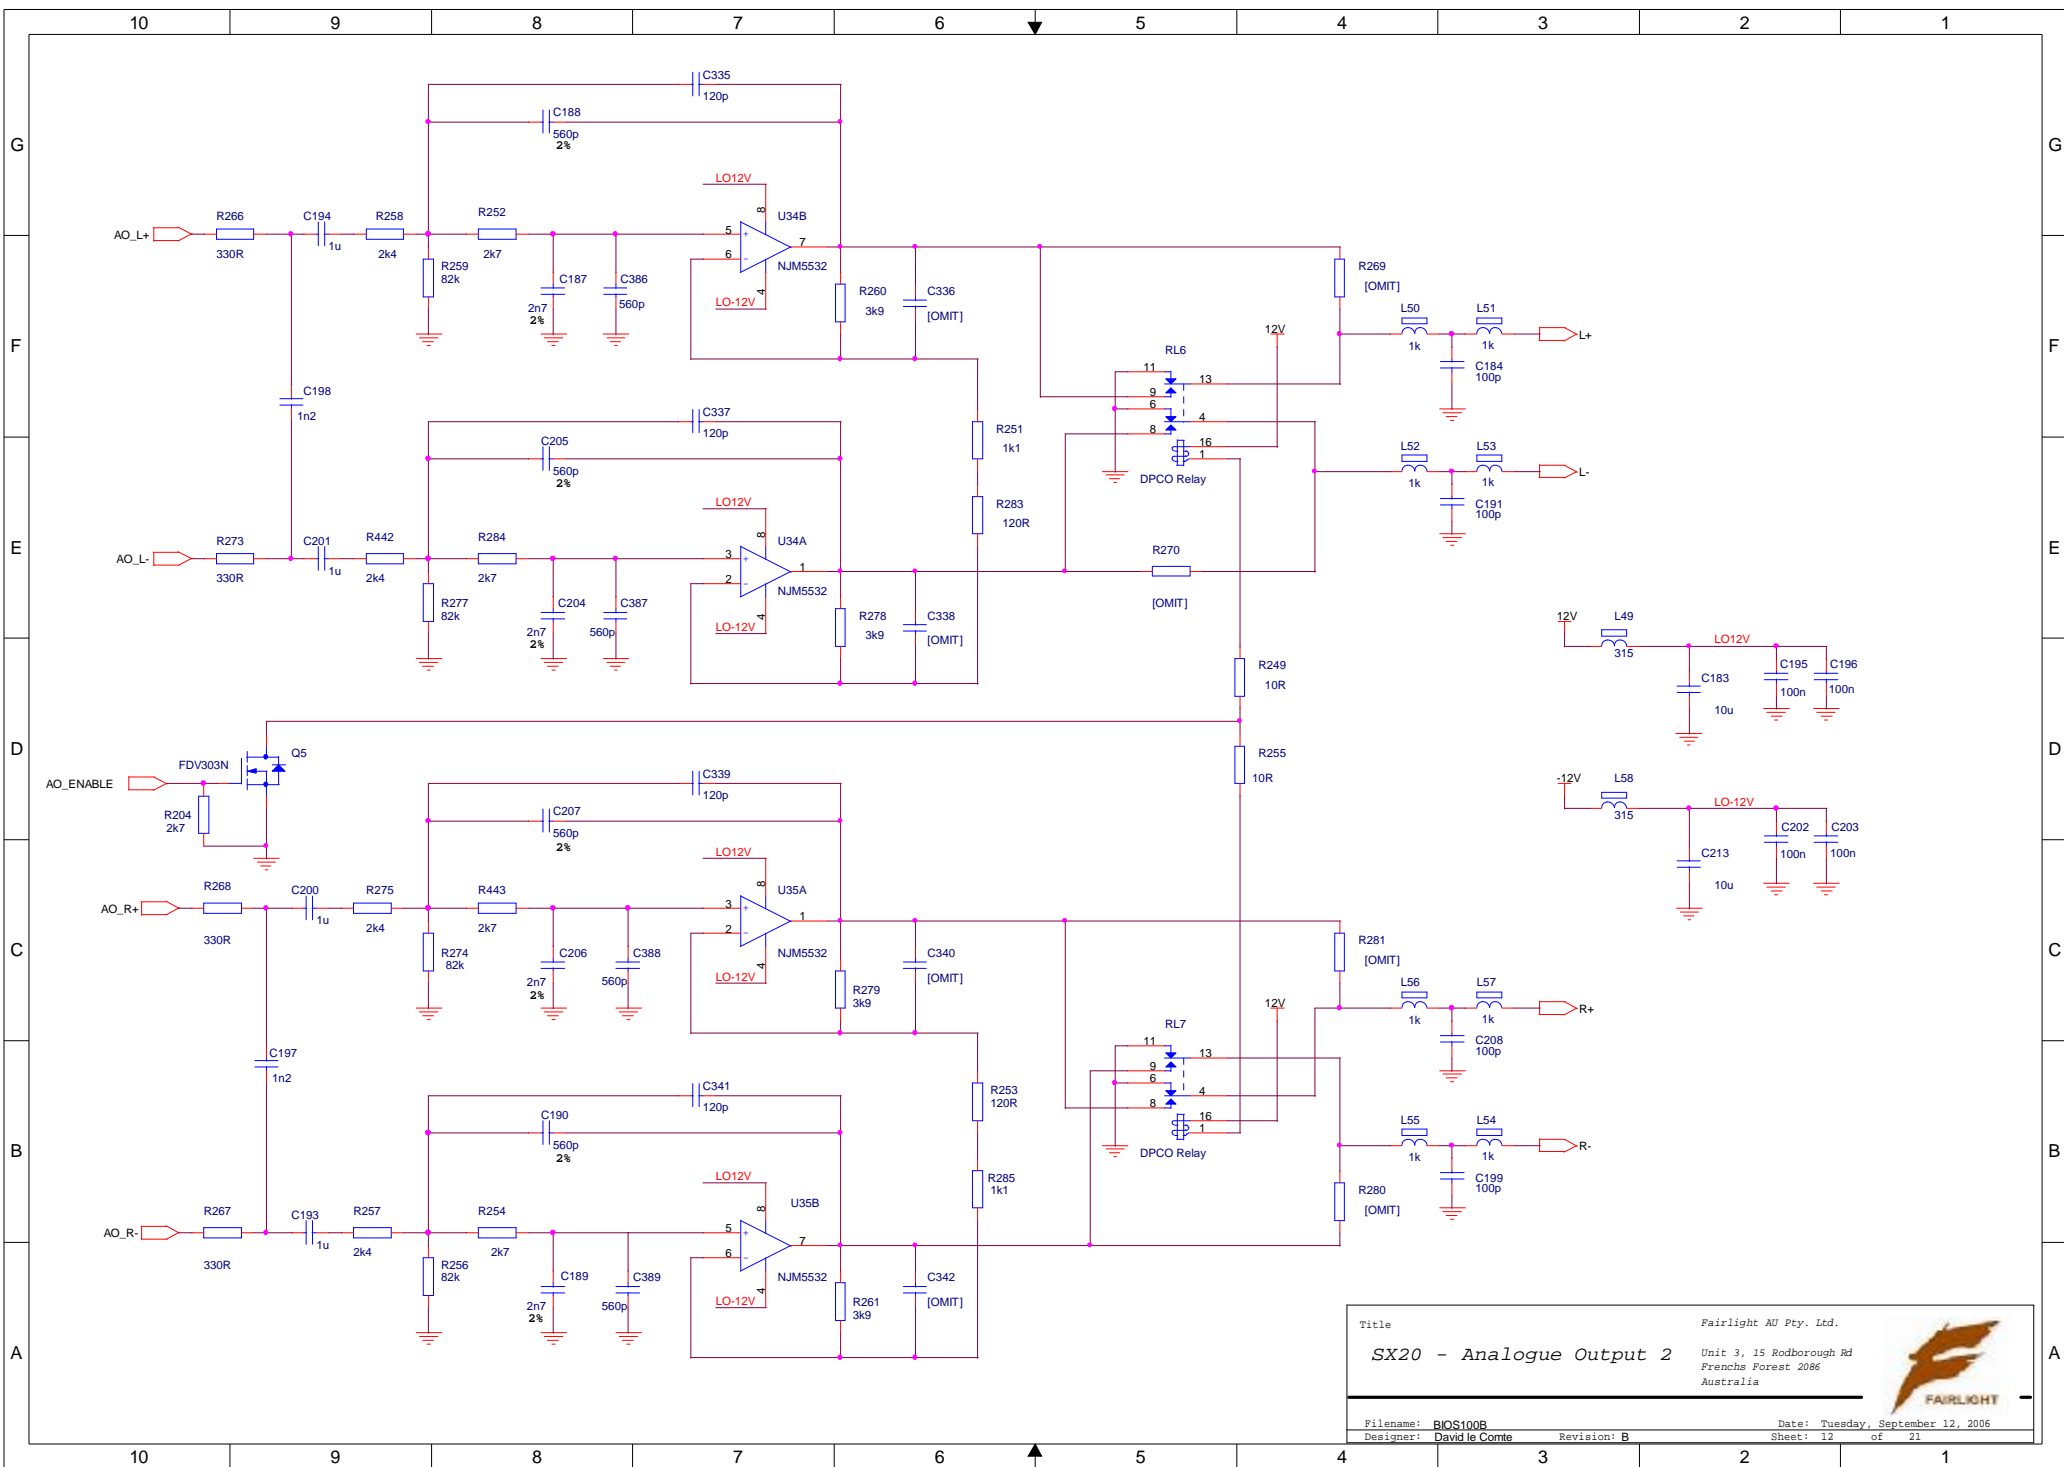 10 9 8 7 6 5 4 3 2 1
G
F
E
D
C
B
A
C335
120p
C188
560p
2%
LO12V
8
U34B
AO_L+
R266
330R
C194
1u
R258
2k4
R252
2k7
5
6
7
+
-
NJM5532
4
LO-12V
R259
82k
C187
2n7
2%
C386
560p
R260
3k9
C336
[OMIT]
R269
[OMIT]
L50
1k
L51
1k
L+
C184
100p
12V
RL6
11
9
6
8
13
4
16
1
DPCO Relay
C198
1n2
C337
120p
C205
560p
2%
R251
1k1
R283
120R
L52
1k
L53
1k
L-
C191
100p
LO12V
8
U34A
AO_L-
R273
330R
C201
1u
R442
2k4
R284
2k7
3
2
1
+
-
NJM5532
4
LO-12V
R277
82k
C204
2n7
2%
C387
560p
R278
3k9
C338
[OMIT]
R270
[OMIT]
12V
L49
315
LO12V
C183
10u
C195
100n
C196
100n
R249
10R
R255
10R
FDV303N
Q5
AO_ENABLE
R204
2k7
-12V
L58
315
LO-12V
C213
10u
C202
100n
C203
100n
C339
120p
C207
560p
2%
LO12V
8
U35A
AO_R+
R268
330R
C200
1u
R275
2k4
R443
2k7
3
2
1
+
-
NJM5532
4
LO-12V
R274
82k
C206
2n7
2%
C388
560p
R279
3k9
C340
[OMIT]
R281
[OMIT]
L56
1k
L57
1k
R+
C208
100p
12V
RL7
11
9
6
8
13
4
16
1
DPCO Relay
C197
1n2
C341
120p
C190
560p
2%
R253
120R
R285
1k1
L55
1k
L54
1k
R-
C199
100p
R280
[OMIT]
LO12V
8
U35B
AO_R-
R267
330R
C193
1u
R257
2k4
R254
2k7
5
6
7
+
-
NJM5532
4
LO-12V
R256
82k
C189
2n7
2%
C389
560p
R261
3k9
C342
[OMIT]
Title
SX20 - Analogue Output 2
Fairlight AU Pty. Ltd.
Unit 3, 15 Rodborough Rd
Frenchs Forest 2086
Australia
FAIRLIGHT
Filename: BIOS100B
Date: Tuesday, September 12, 2006
Designer: David le Comte
Revision: B
Sheet: 12 of 21
G
F
E
D
C
B
A
10 9 8 7 6 5 4 3 2 1